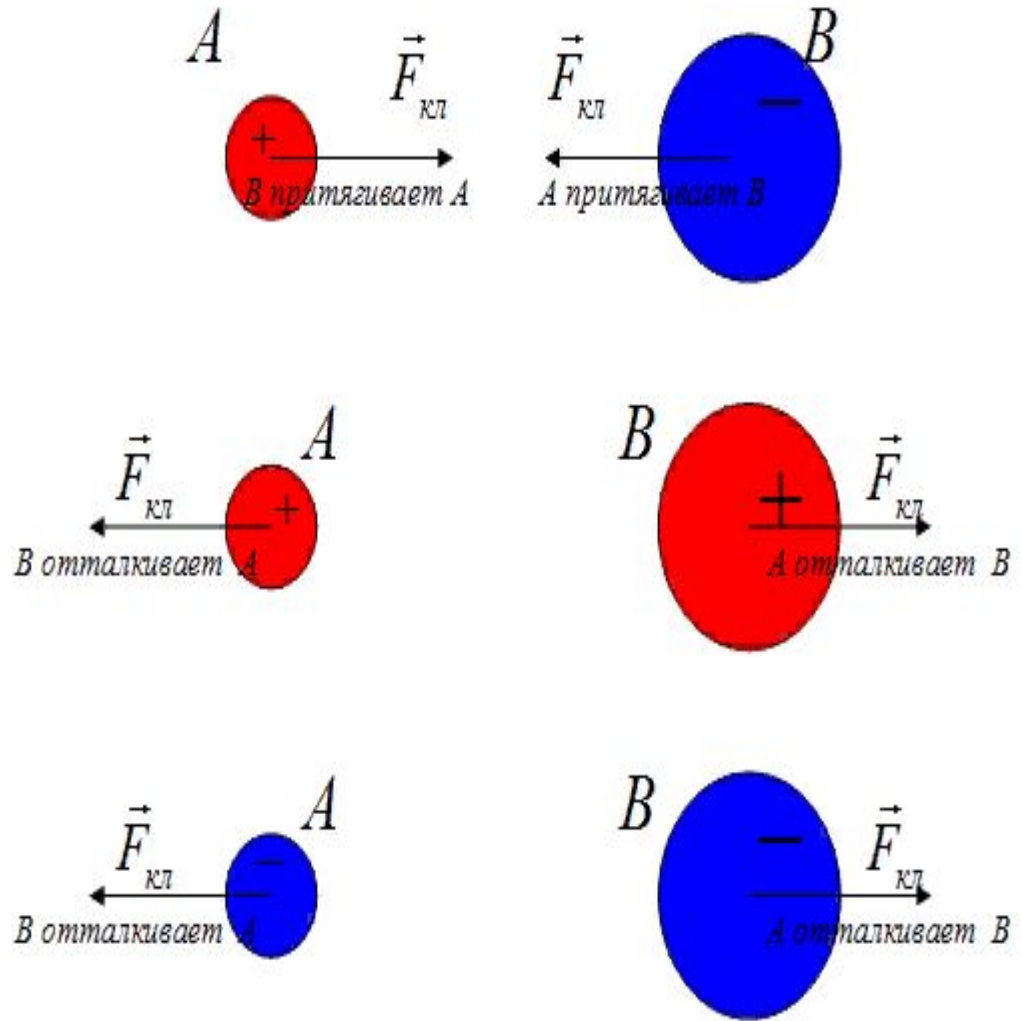 A B
F кл F кл
+ −
В притягивает А А притягивает В
A B
F кл F кл
+ +
В отталкивает А А отталкивает В
A B
F кл F кл
− −
В отталкивает А А отталкивает В